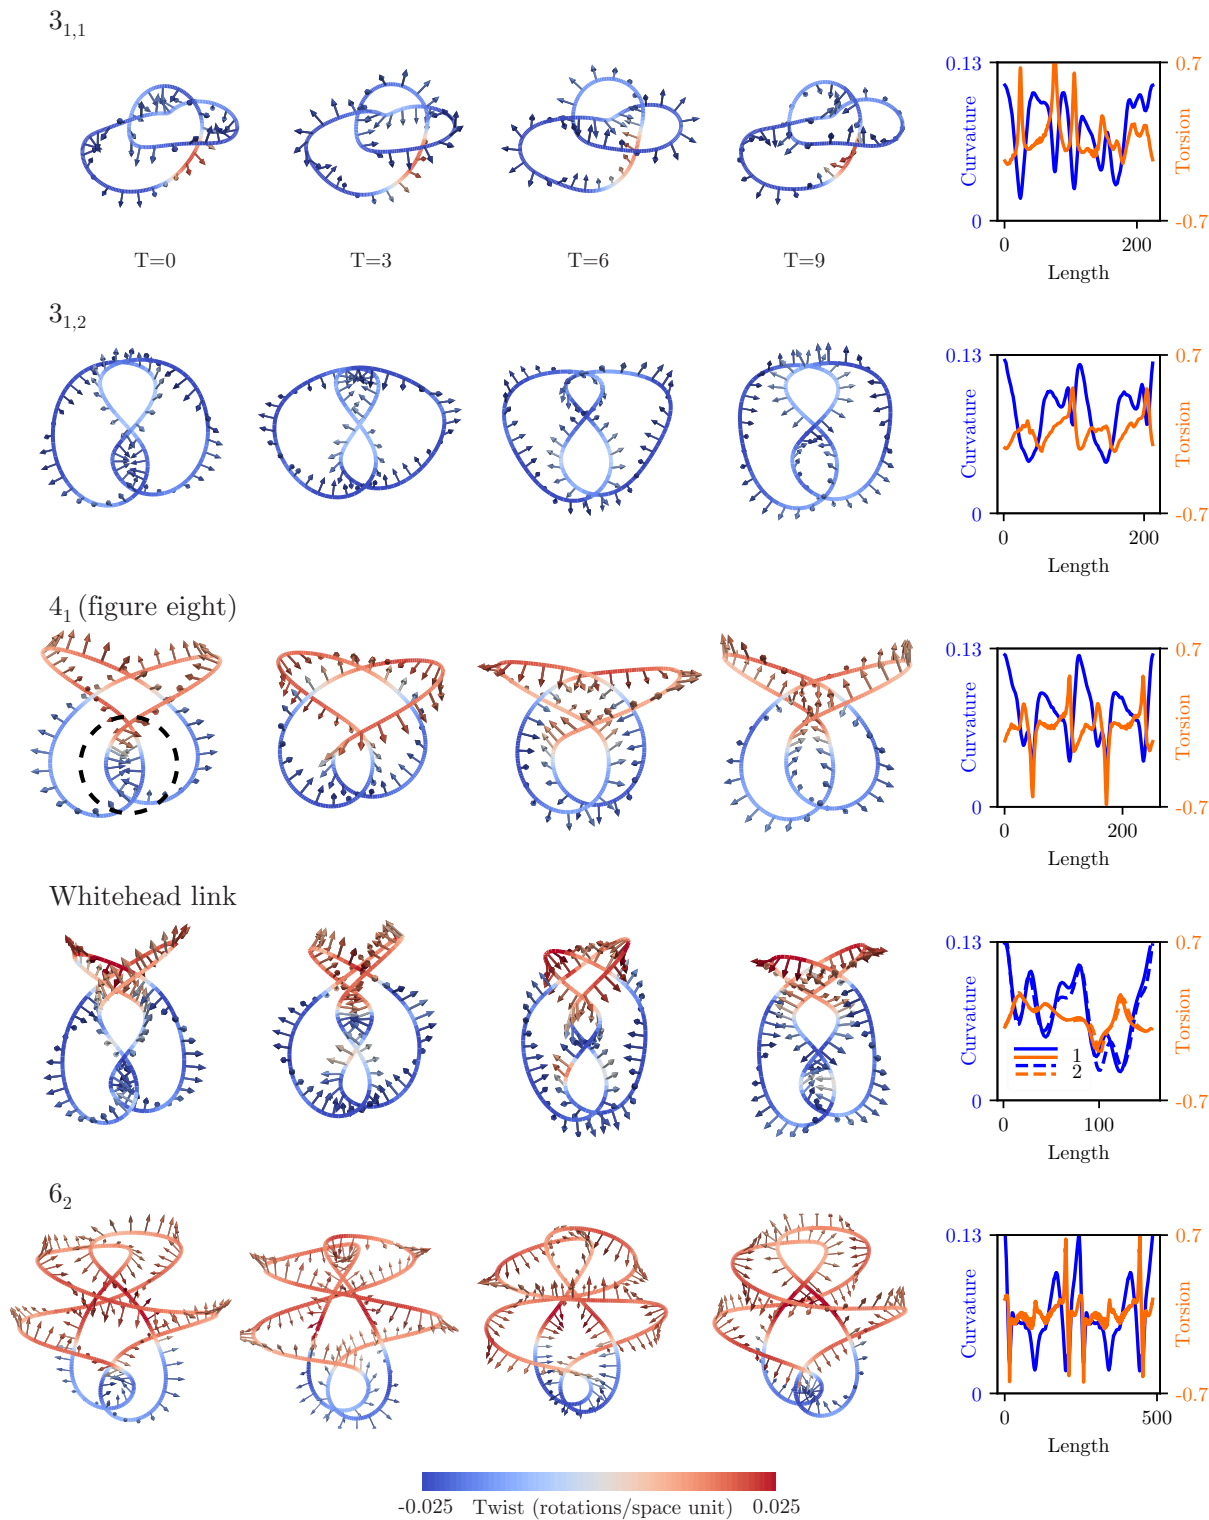 3_{1,1}
0.13
0.7
Curvature
Torsion
0
-0.7
0 200
Length
T=0 T=3 T=6 T=9
3_{1,2}
0.13
0.7
Curvature
Torsion
0
-0.7
0 200
Length
4_1 (figure eight)
0.13
0.7
Curvature
Torsion
0
-0.7
0 200
Length
Whitehead link
0.13
0.7
Curvature
Torsion
1
2
0
-0.7
0 100
Length
6_2
0.13
0.7
Curvature
Torsion
0
-0.7
0 500
Length
-0.025 Twist (rotations/space unit) 0.025